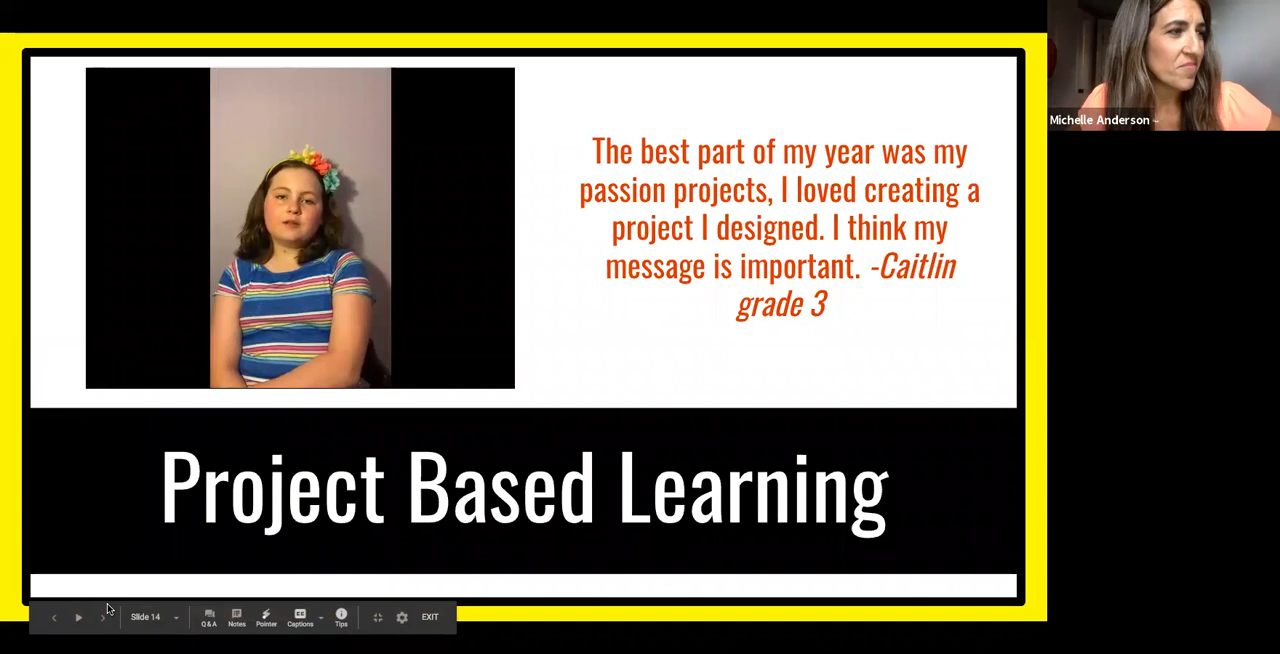 The best part of my year was my
passion projects, I loved creating a
project I designed. I think my
message is important. -Caitlin
grade 3
Michelle Anderson
Project Based Learning
Slide 14
Q&A
Notes
Pointer
CC
Captions
Tips
EXIT